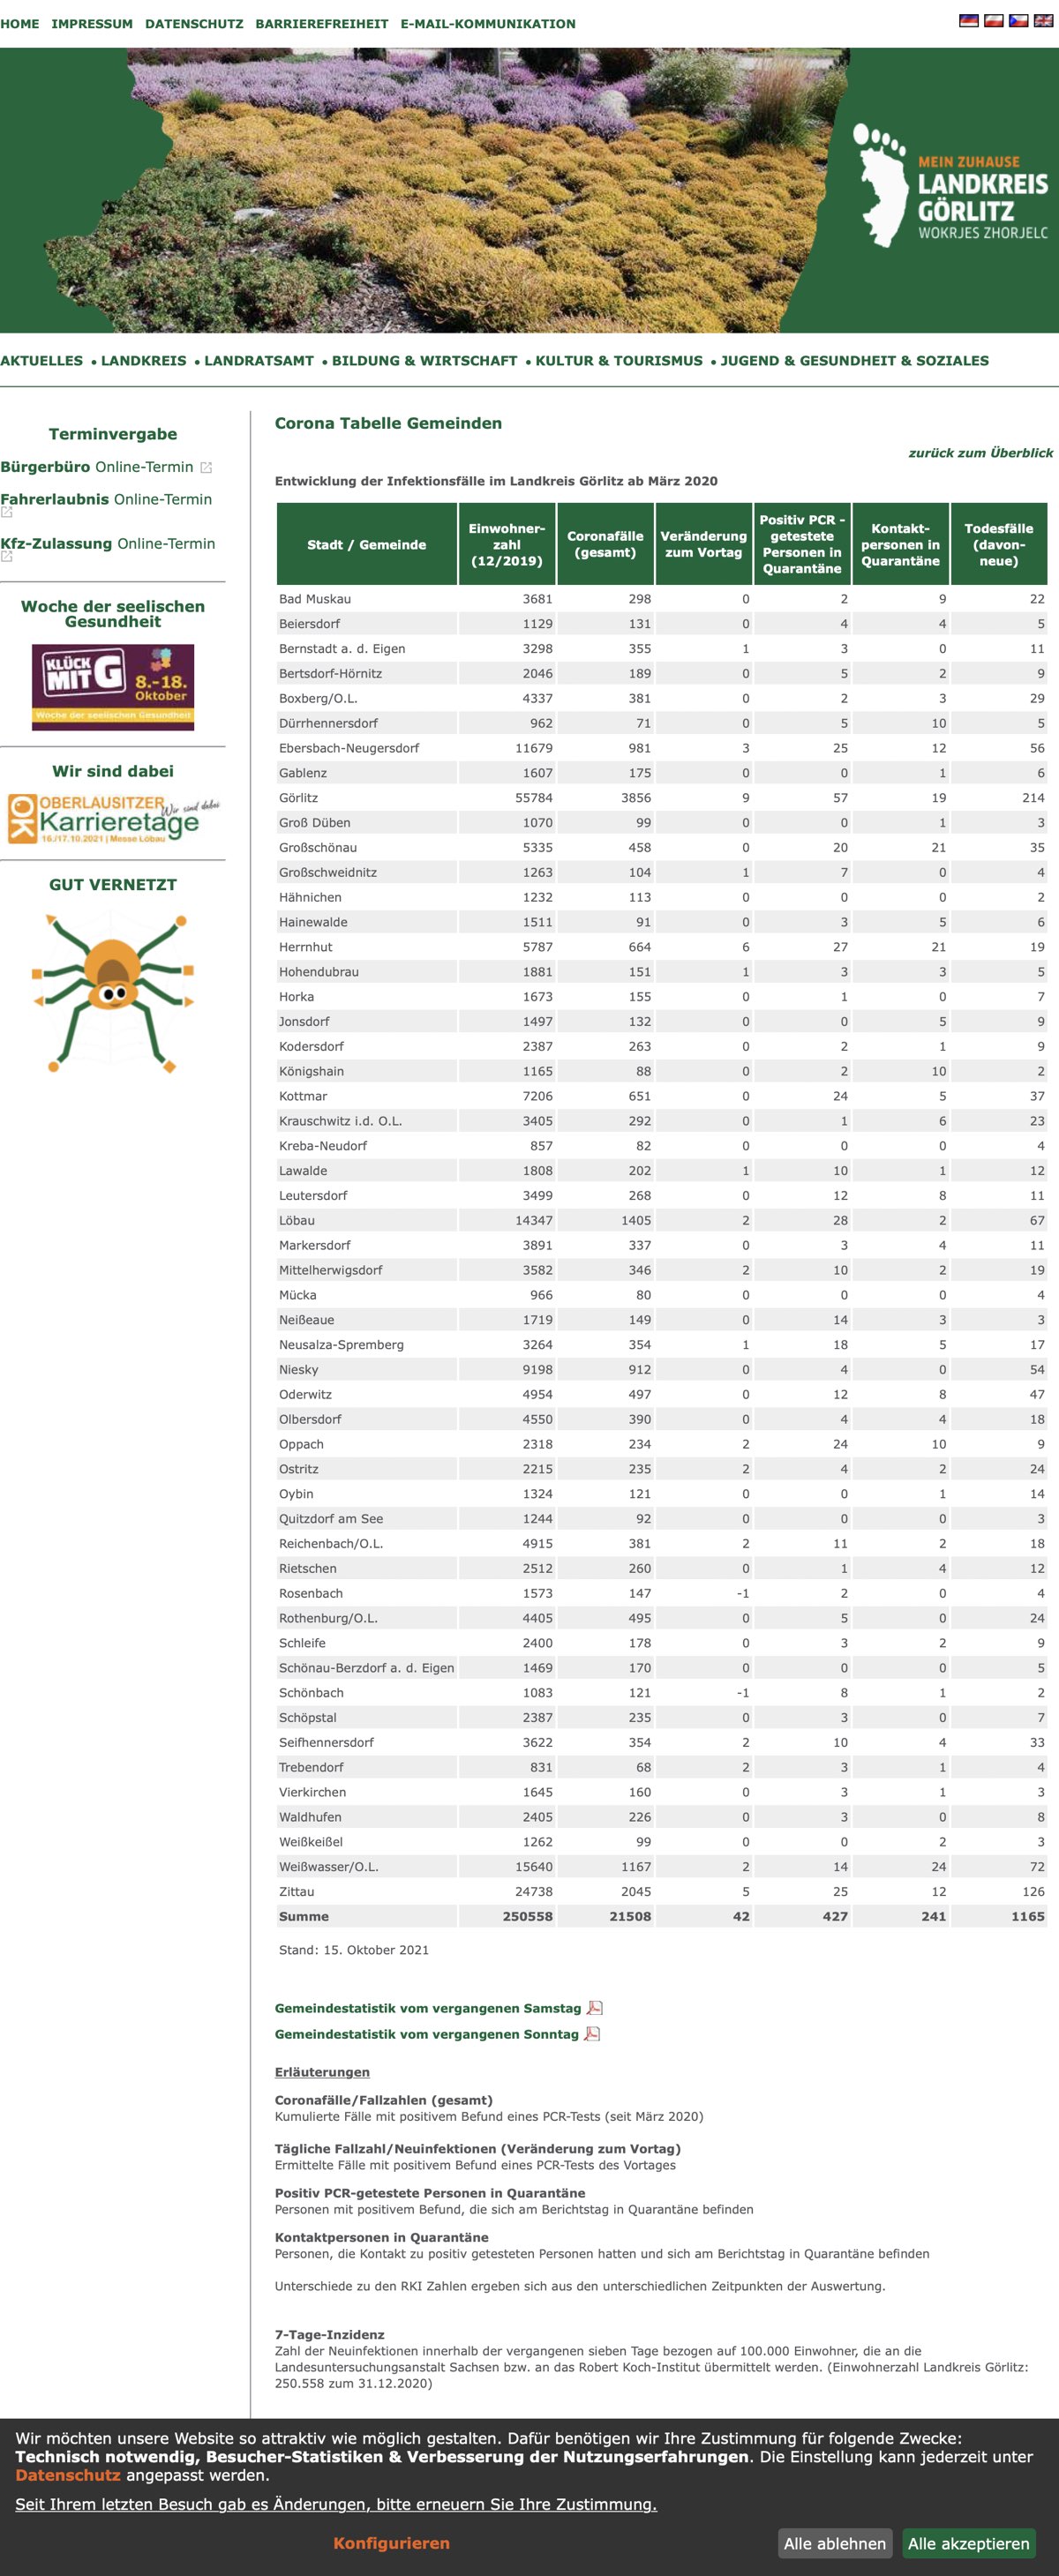 HOME IMPRESSUM DATENSCHUTZ BARRIEREFREIHEIT E-MAIL-KOMMUNIKATION
MEIN ZUHAUSE
LANDKREIS
GÖRLITZ
WOKRJES ZHORJELC
AKTUELLES • LANDKREIS • LANDRATSAMT • BILDUNG & WIRTSCHAFT • KULTUR & TOURISMUS • JUGEND & GESUNDHEIT & SOZIALES
Terminvergabe
Bürgerbüro Online-Termin
Fahrerlaubnis Online-Termin
Kfz-Zulassung Online-Termin
Woche der seelischen
Gesundheit
KLÜCK
MIT G
8.-18.
Oktober
Woche der seelischen Gesundheit
Wir sind dabei
OK OBERLAUSITZER
Wir sind dabei
Karrieretage
16./17.10.2021 | Messe Löbau
GUT VERNETZT
Corona Tabelle Gemeinden
zurück zum Überblick
Entwicklung der Infektionsfälle im Landkreis Görlitz ab März 2020
Stadt / Gemeinde Einwohner-zahl (12/2019) Coronafälle (gesamt) Veränderung zum Vortag Positiv PCR - getestete Personen in Quarantäne Kontakt-personen in Quarantäne Todesfälle (davon-neue)
Bad Muskau 3681 298 0 2 9 22
Beiersdorf 1129 131 0 4 4 5
Bernstadt a. d. Eigen 3298 355 1 3 0 11
Bertsdorf-Hörnitz 2046 189 0 5 2 9
Boxberg/O.L. 4337 381 0 2 3 29
Dürrhennersdorf 962 71 0 5 10 5
Ebersbach-Neugersdorf 11679 981 3 25 12 56
Gablenz 1607 175 0 0 1 6
Görlitz 55784 3856 9 57 19 214
Groß Düben 1070 99 0 0 1 3
Großschönau 5335 458 0 20 21 35
Großschweidnitz 1263 104 1 7 0 4
Hähnichen 1232 113 0 0 0 2
Hainewalde 1511 91 0 3 5 6
Herrnhut 5787 664 6 27 21 19
Hohendubrau 1881 151 1 3 3 5
Horka 1673 155 0 1 0 7
Jonsdorf 1497 132 0 0 5 9
Kodersdorf 2387 263 0 2 1 9
Königshain 1165 88 0 2 10 2
Kottmar 7206 651 0 24 5 37
Krauschwitz i.d. O.L. 3405 292 0 1 6 23
Kreba-Neudorf 857 82 0 0 0 4
Lawalde 1808 202 1 10 1 12
Leutersdorf 3499 268 0 12 8 11
Löbau 14347 1405 2 28 2 67
Markersdorf 3891 337 0 3 4 11
Mittelherwigsdorf 3582 346 2 10 2 19
Mücka 966 80 0 0 0 4
Neißeaue 1719 149 0 14 3 3
Neusalza-Spremberg 3264 354 1 18 5 17
Niesky 9198 912 0 4 0 54
Oderwitz 4954 497 0 12 8 47
Olbersdorf 4550 390 0 4 4 18
Oppach 2318 234 2 24 10 9
Ostritz 2215 235 2 4 2 24
Oybin 1324 121 0 0 1 14
Quitzdorf am See 1244 92 0 0 0 3
Reichenbach/O.L. 4915 381 2 11 2 18
Rietschen 2512 260 0 1 4 12
Rosenbach 1573 147 -1 2 0 4
Rothenburg/O.L. 4405 495 0 5 0 24
Schleife 2400 178 0 3 2 9
Schönau-Berzdorf a. d. Eigen 1469 170 0 0 0 5
Schönbach 1083 121 -1 8 1 2
Schöpstal 2387 235 0 3 0 7
Seifhennersdorf 3622 354 2 10 4 33
Trebendorf 831 68 2 3 1 4
Vierkirchen 1645 160 0 3 1 3
Waldhufen 2405 226 0 3 0 8
Weißkeißel 1262 99 0 0 2 3
Weißwasser/O.L. 15640 1167 2 14 24 72
Zittau 24738 2045 5 25 12 126
Summe 250558 21508 42 427 241 1165
Stand: 15. Oktober 2021
Gemeindestatistik vom vergangenen Samstag
Gemeindestatistik vom vergangenen Sonntag
Erläuterungen
Coronafälle/Fallzahlen (gesamt)
Kumulierte Fälle mit positivem Befund eines PCR-Tests (seit März 2020)
Tägliche Fallzahl/Neuinfektionen (Veränderung zum Vortag)
Ermittelte Fälle mit positivem Befund eines PCR-Tests des Vortages
Positiv PCR-getestete Personen in Quarantäne
Personen mit positivem Befund, die sich am Berichtstag in Quarantäne befinden
Kontaktpersonen in Quarantäne
Personen, die Kontakt zu positiv getesteten Personen hatten und sich am Berichtstag in Quarantäne befinden
Unterschiede zu den RKI Zahlen ergeben sich aus den unterschiedlichen Zeitpunkten der Auswertung.
7-Tage-Inzidenz
Zahl der Neuinfektionen innerhalb der vergangenen sieben Tage bezogen auf 100.000 Einwohner, die an die
Landesuntersuchungsanstalt Sachsen bzw. an das Robert Koch-Institut übermittelt werden. (Einwohnerzahl Landkreis Görlitz:
250.558 zum 31.12.2020)
Wir möchten unsere Website so attraktiv wie möglich gestalten. Dafür benötigen wir Ihre Zustimmung für folgende Zwecke:
Technisch notwendig, Besucher-Statistiken & Verbesserung der Nutzungserfahrungen. Die Einstellung kann jederzeit unter
Datenschutz angepasst werden.
Seit Ihrem letzten Besuch gab es Änderungen, bitte erneuern Sie Ihre Zustimmung.
Konfigurieren Alle ablehnen Alle akzeptieren